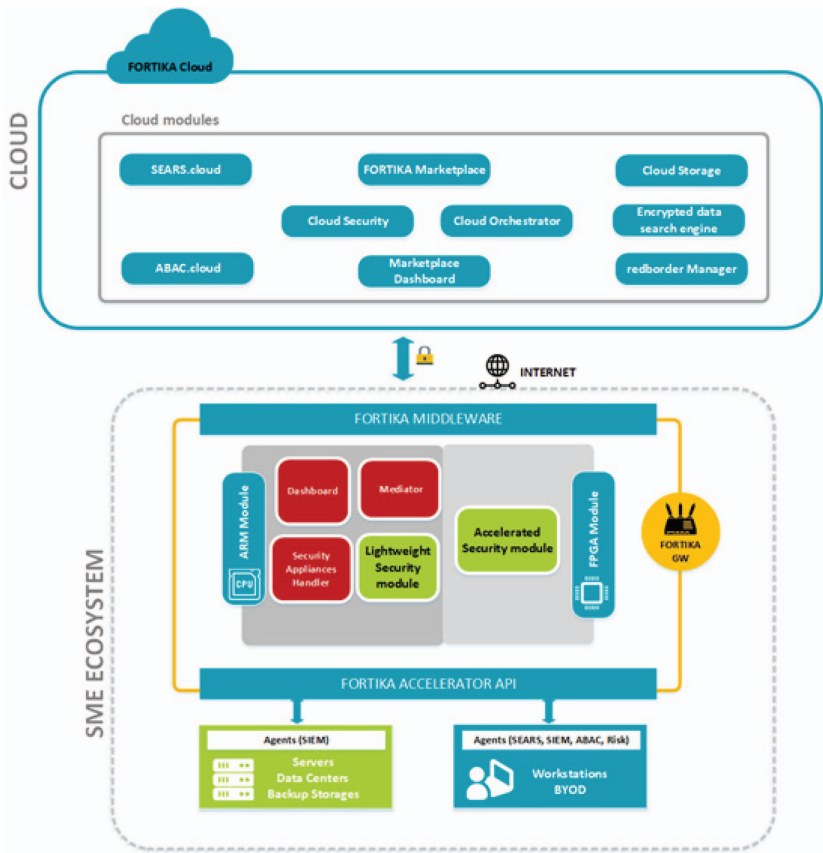 FORTIKA Cloud
CLOUD
Cloud modules
SEARS.cloud
FORTIKA Marketplace
Cloud Storage
Cloud Security
Cloud Orchestrator
Encrypted data
search engine
ABAC.cloud
Marketplace
Dashboard
redborder Manager
INTERNET
SME ECOSYSTEM
FORTIKA MIDDLEWARE
ARM Module
CPU
Dashboard
Mediator
Security
Appliances
Handler
Lightweight
Security
module
Accelerated
Security module
FPGA Module
FORTIKA
GW
FORTIKA ACCELERATOR API
Agents (SIEM)
Servers
Data Centers
Backup Storages
Agents (SEARS, SIEM, ABAC, Risk)
Workstations
BYOD